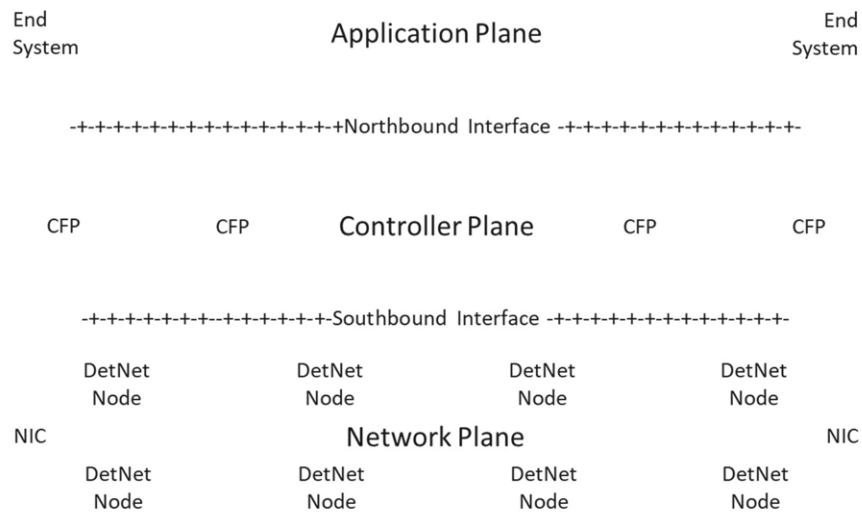 End Application Plane End
System System
-+-+-+-+-+-+-+-+-+-+-+-+-+-+-+Northbound Interface -+-+-+-+-+-+-+-+-+-+-+-+-+-
CFP CFP Controller Plane CFP CFP
-+-+-+-+-+-+-+--+-+-+-+-+-+-+-Southbound Interface -+-+-+-+-+-+-+-+-+-+-+-+-+-
DetNet DetNet DetNet DetNet
Node Node Node Node
NIC Network Plane NIC
DetNet DetNet DetNet DetNet
Node Node Node Node